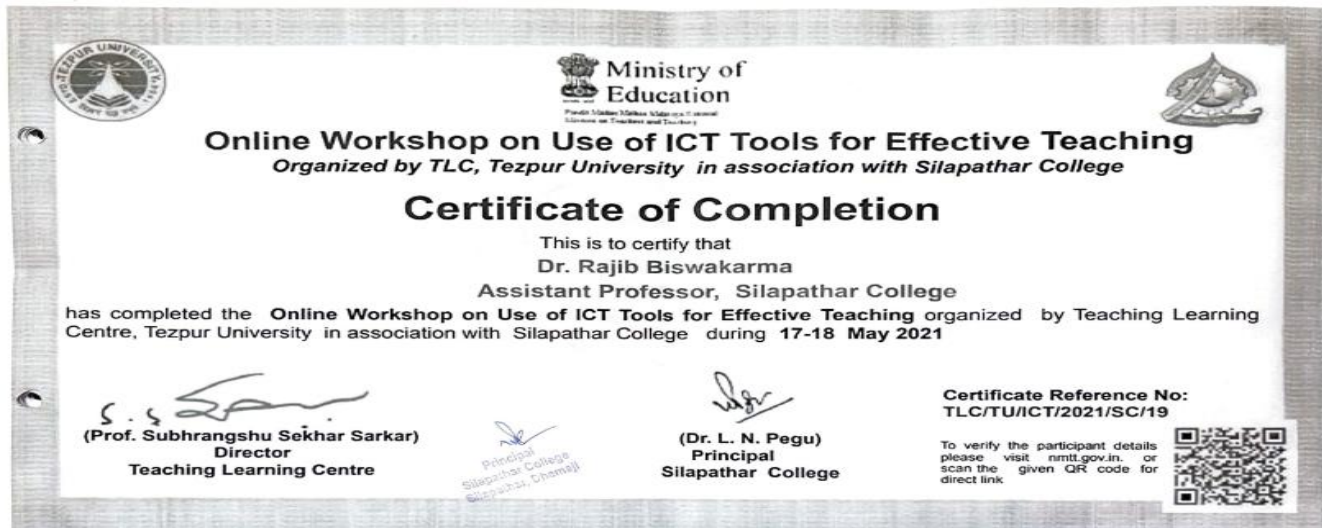 TEZPUR UNIVERSITY
Ministry of
Education
Online Workshop on Use of ICT Tools for Effective Teaching
Organized by TLC, Tezpur University in association with Silapathar College
Certificate of Completion
This is to certify that
Dr. Rajib Biswakarma
Assistant Professor, Silapathar College
has completed the Online Workshop on Use of ICT Tools for Effective Teaching organized by Teaching Learning
Centre, Tezpur University in association with Silapathar College during 17-18 May 2021
(Prof. Subhrangshu Sekhar Sarkar)
Director
Teaching Learning Centre
Principal
Silapathar College
Silapathar, Dhemaji
(Dr. L. N. Pegu)
Principal
Silapathar College
Certificate Reference No:
TLC/TU/ICT/2021/SC/19
To verify the participant details
please visit nmtt.gov.in. or
scan the given QR code for
direct link